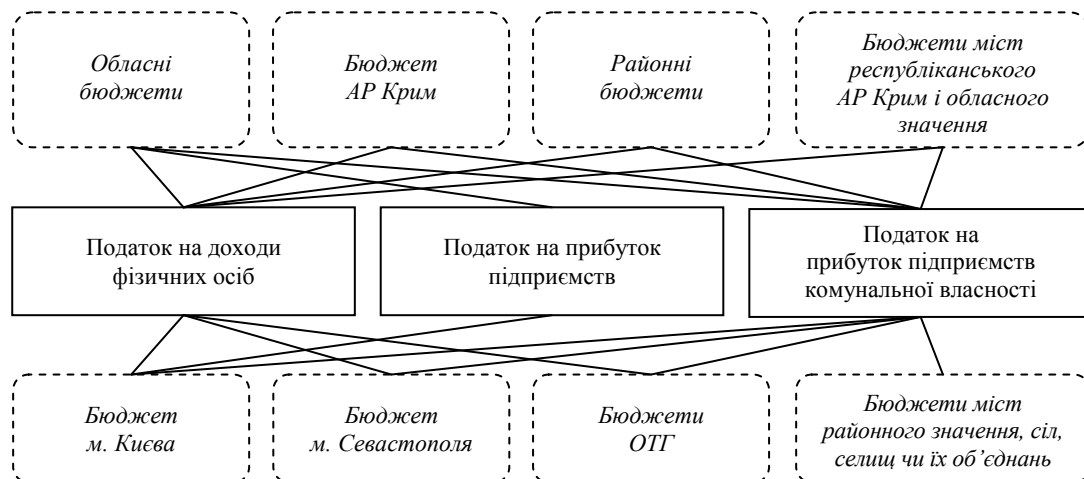 Обласні
бюджети
Бюджет
АР Крим
Районні
бюджети
Бюджети міст
республіканського
АР Крим і обласного
значення
Податок на доходи
фізичних осіб
Податок на прибуток
підприємств
Податок на
прибуток підприємств
комунальної власності
Бюджет
м. Києва
Бюджет
м. Севастополя
Бюджети
ОТГ
Бюджети міст
районного значення, сіл,
селищ чи їх об’єднань